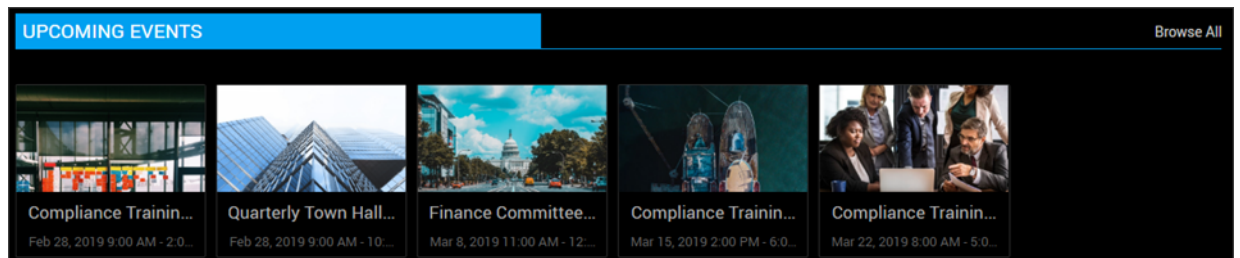 UPCOMING EVENTS
Browse All
Compliance Trainin...
Quarterly Town Hall...
Finance Committee...
Compliance Trainin...
Compliance Trainin...
Feb 28, 2019 9:00 AM - 2:0...
Feb 28, 2019 9:00 AM - 10:...
Mar 8, 2019 11:00 AM - 12:...
Mar 15, 2019 2:00 PM - 6:0...
Mar 22, 2019 8:00 AM - 5:0...